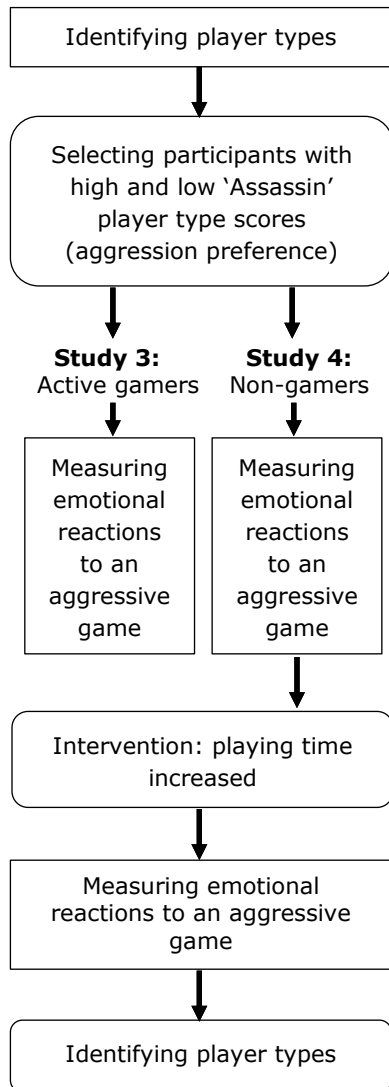 Identifying player types
Selecting participants with
high and low ‘Assassin’
player type scores
(aggression preference)
Study 3:
Active gamers
Study 4:
Non-gamers
Measuring
emotional
reactions
to an
aggressive
game
Measuring
emotional
reactions
to an
aggressive
game
Intervention: playing time
increased
Measuring emotional
reactions to an aggressive
game
Identifying player types